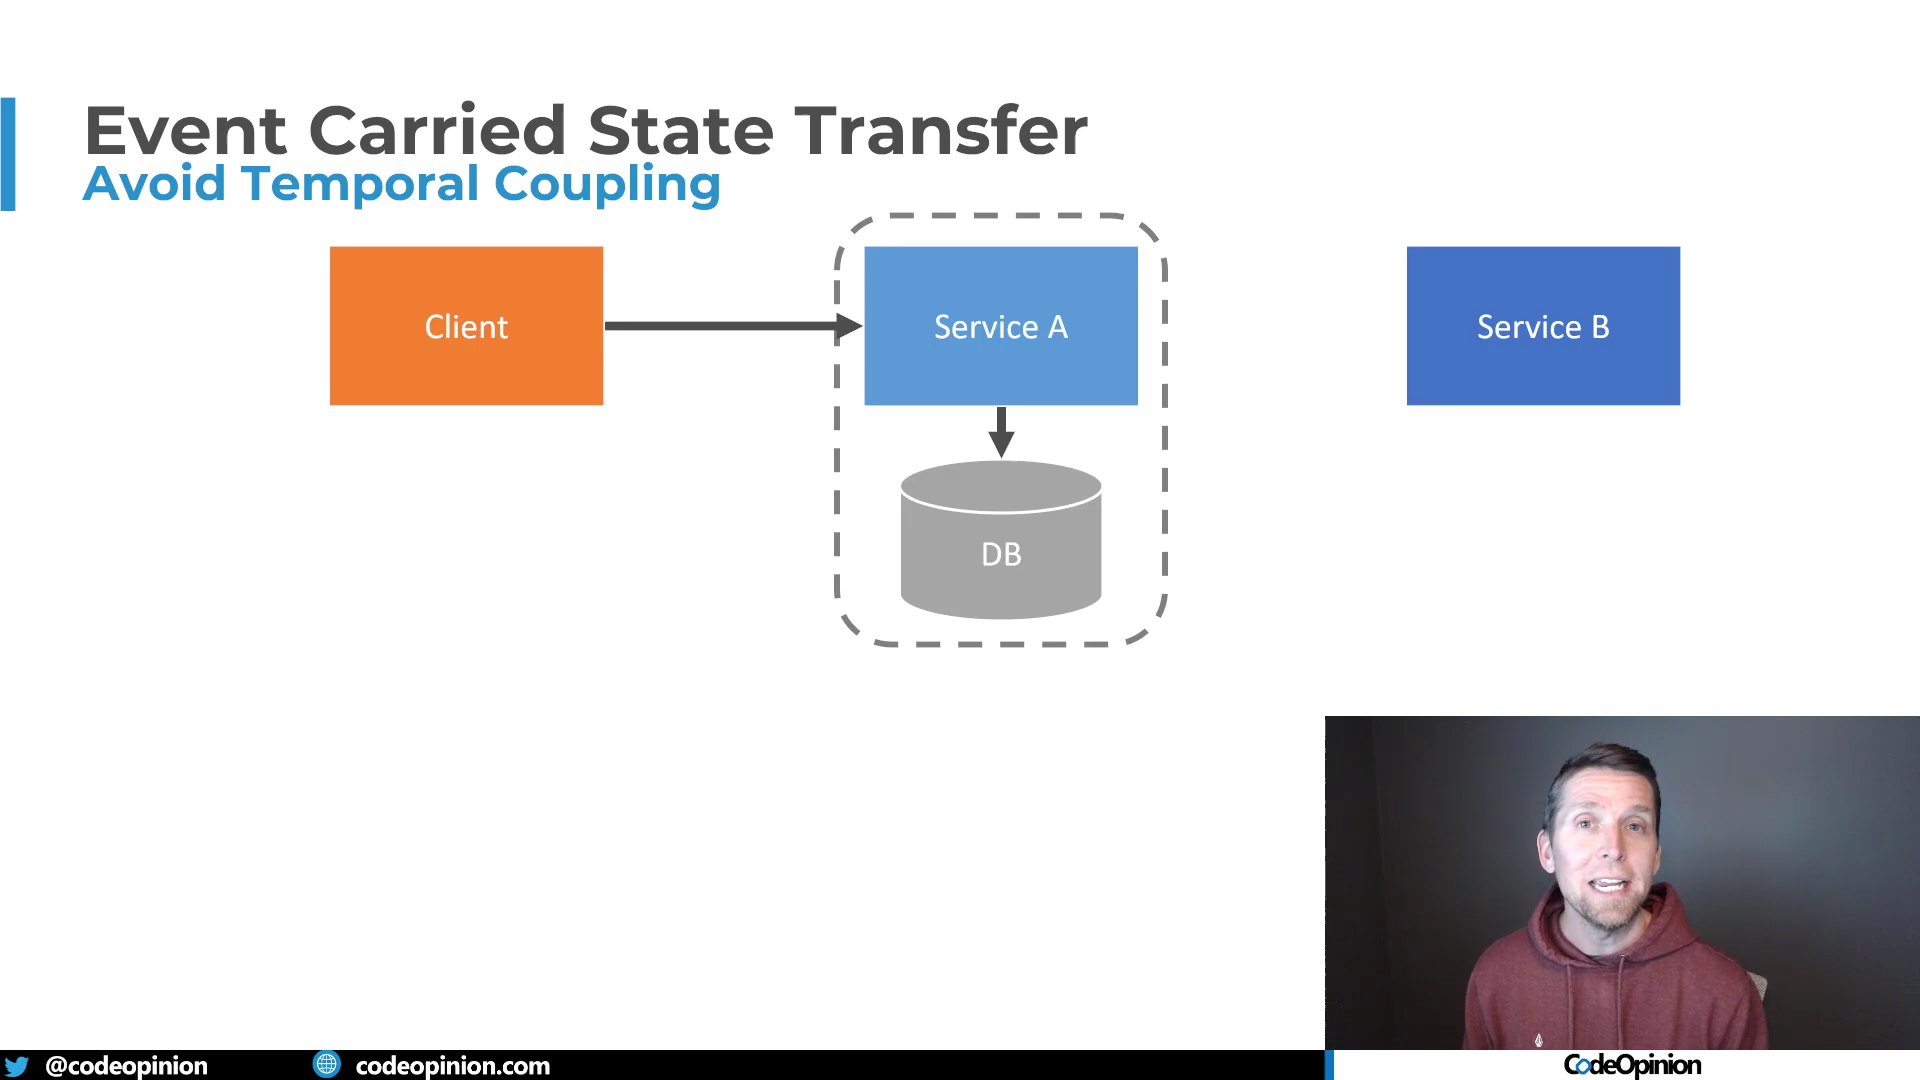 Event Carried State Transfer
Avoid Temporal Coupling
Client
Service A
Service B
DB
@codeopinion
codeopinion.com
CodeOpinion